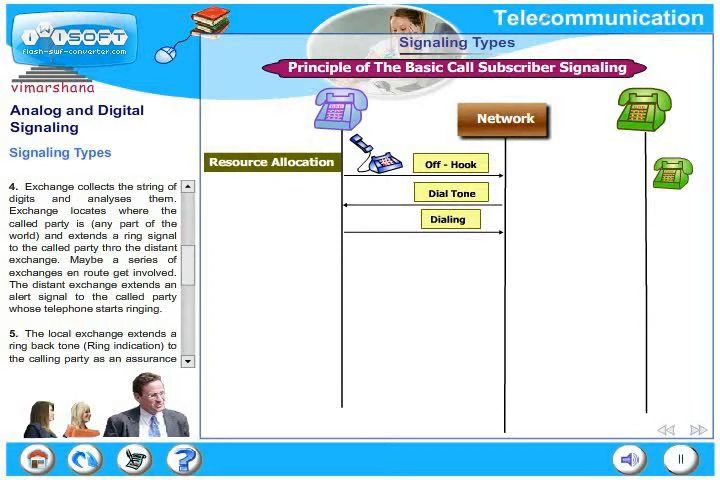 Telecommunication
iWiSOFT
flash-swf-converter.com
vimarshana
Analog and Digital
Signaling
Signaling Types
4. Exchange collects the string of
digits and analyses them.
Exchange locates where the
called party is (any part of the
world) and extends a ring signal
to the called party thro the distant
exchange. Maybe a series of
exchanges en route get involved.
The distant exchange extends an
alert signal to the called party
whose telephone starts ringing.
5. The local exchange extends a
ring back tone (Ring indication) to
the calling party as an assurance
Signaling Types
Principle of The Basic Call Subscriber Signaling
Network
Resource Allocation
Off - Hook
Dial Tone
Dialing